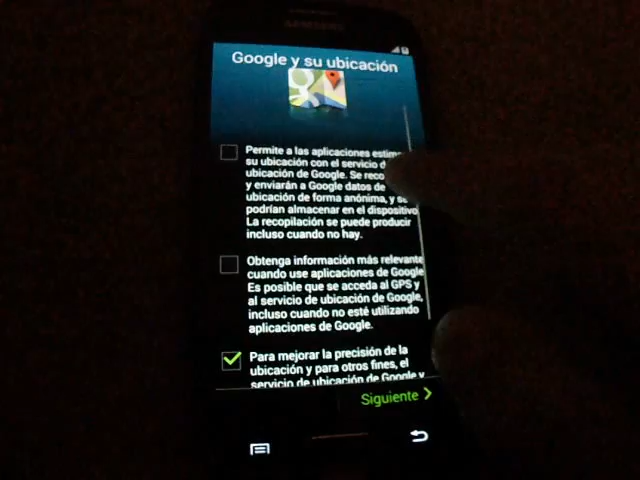 SAMSUNG
Google y su ubicación
Permite a las aplicaciones
su ubicación con el servicio
ubicación de Google. Se
y enviarán a Google datos de
ubicación de forma anónima, y
podrían almacenar en el dispositivo
La recopilación se puede producir
incluso cuando no hay.
Obtenga información más relevante
cuando use aplicaciones de Google
Es posible que se acceda al GPS y
al servicio de ubicación de Google,
incluso cuando no esté utilizando
aplicaciones de Google.
Para mejorar la precisión de la
ubicación y para otros fines, el
servicio de ubicación de Google y
Siguiente